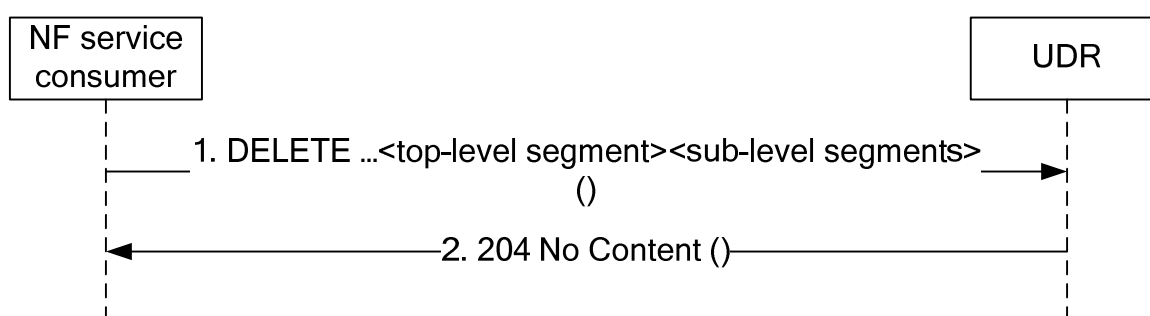 NF service
consumer
UDR
1. DELETE ...<top-level segment><sub-level segments>
()
2. 204 No Content ()